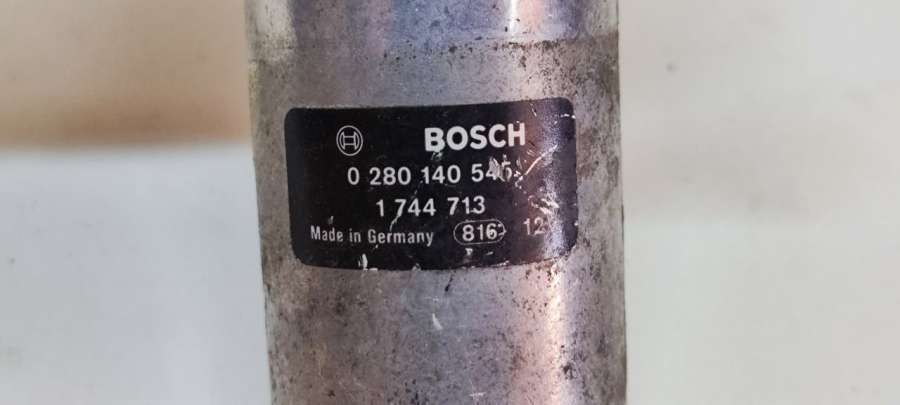 BOSCH
0 280 140 545
1 744 713
Made in Germany 816 12